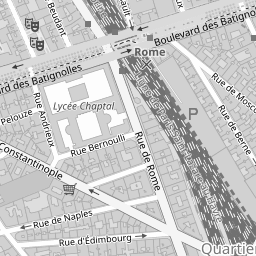 Beudant
Boulevard des Batignolles
Rome
des Batignolles
Lycée Chaptal
Rue de Moscou
P
Pelouze
Rue Andrieux
Rue de Berne
Rue Bernoulli
Rue de Rome
Constantinople
Rue de Naples
Rue d'Édimbourg
Quartier